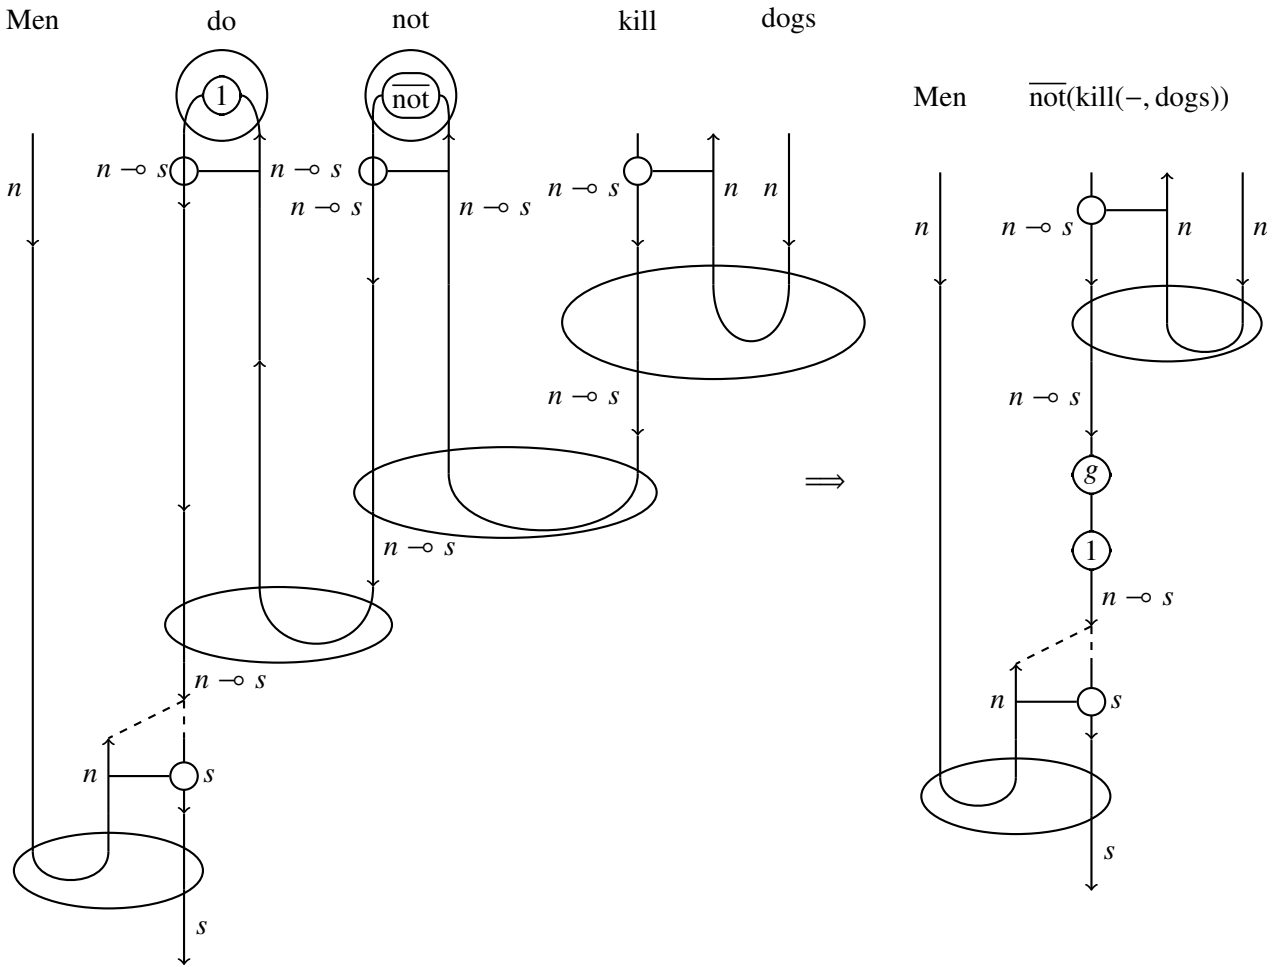 Men do not kill dogs
1 not
Men not(kill(−, dogs))
n ⊸ s n ⊸ s
n n ⊸ s n n
n ⊸ s n ⊸ s
n n ⊸ s n n
n ⊸ s n ⊸ s
g
⟹
n ⊸ s 1
n ⊸ s
n ⊸ s
n s
n s
s
s